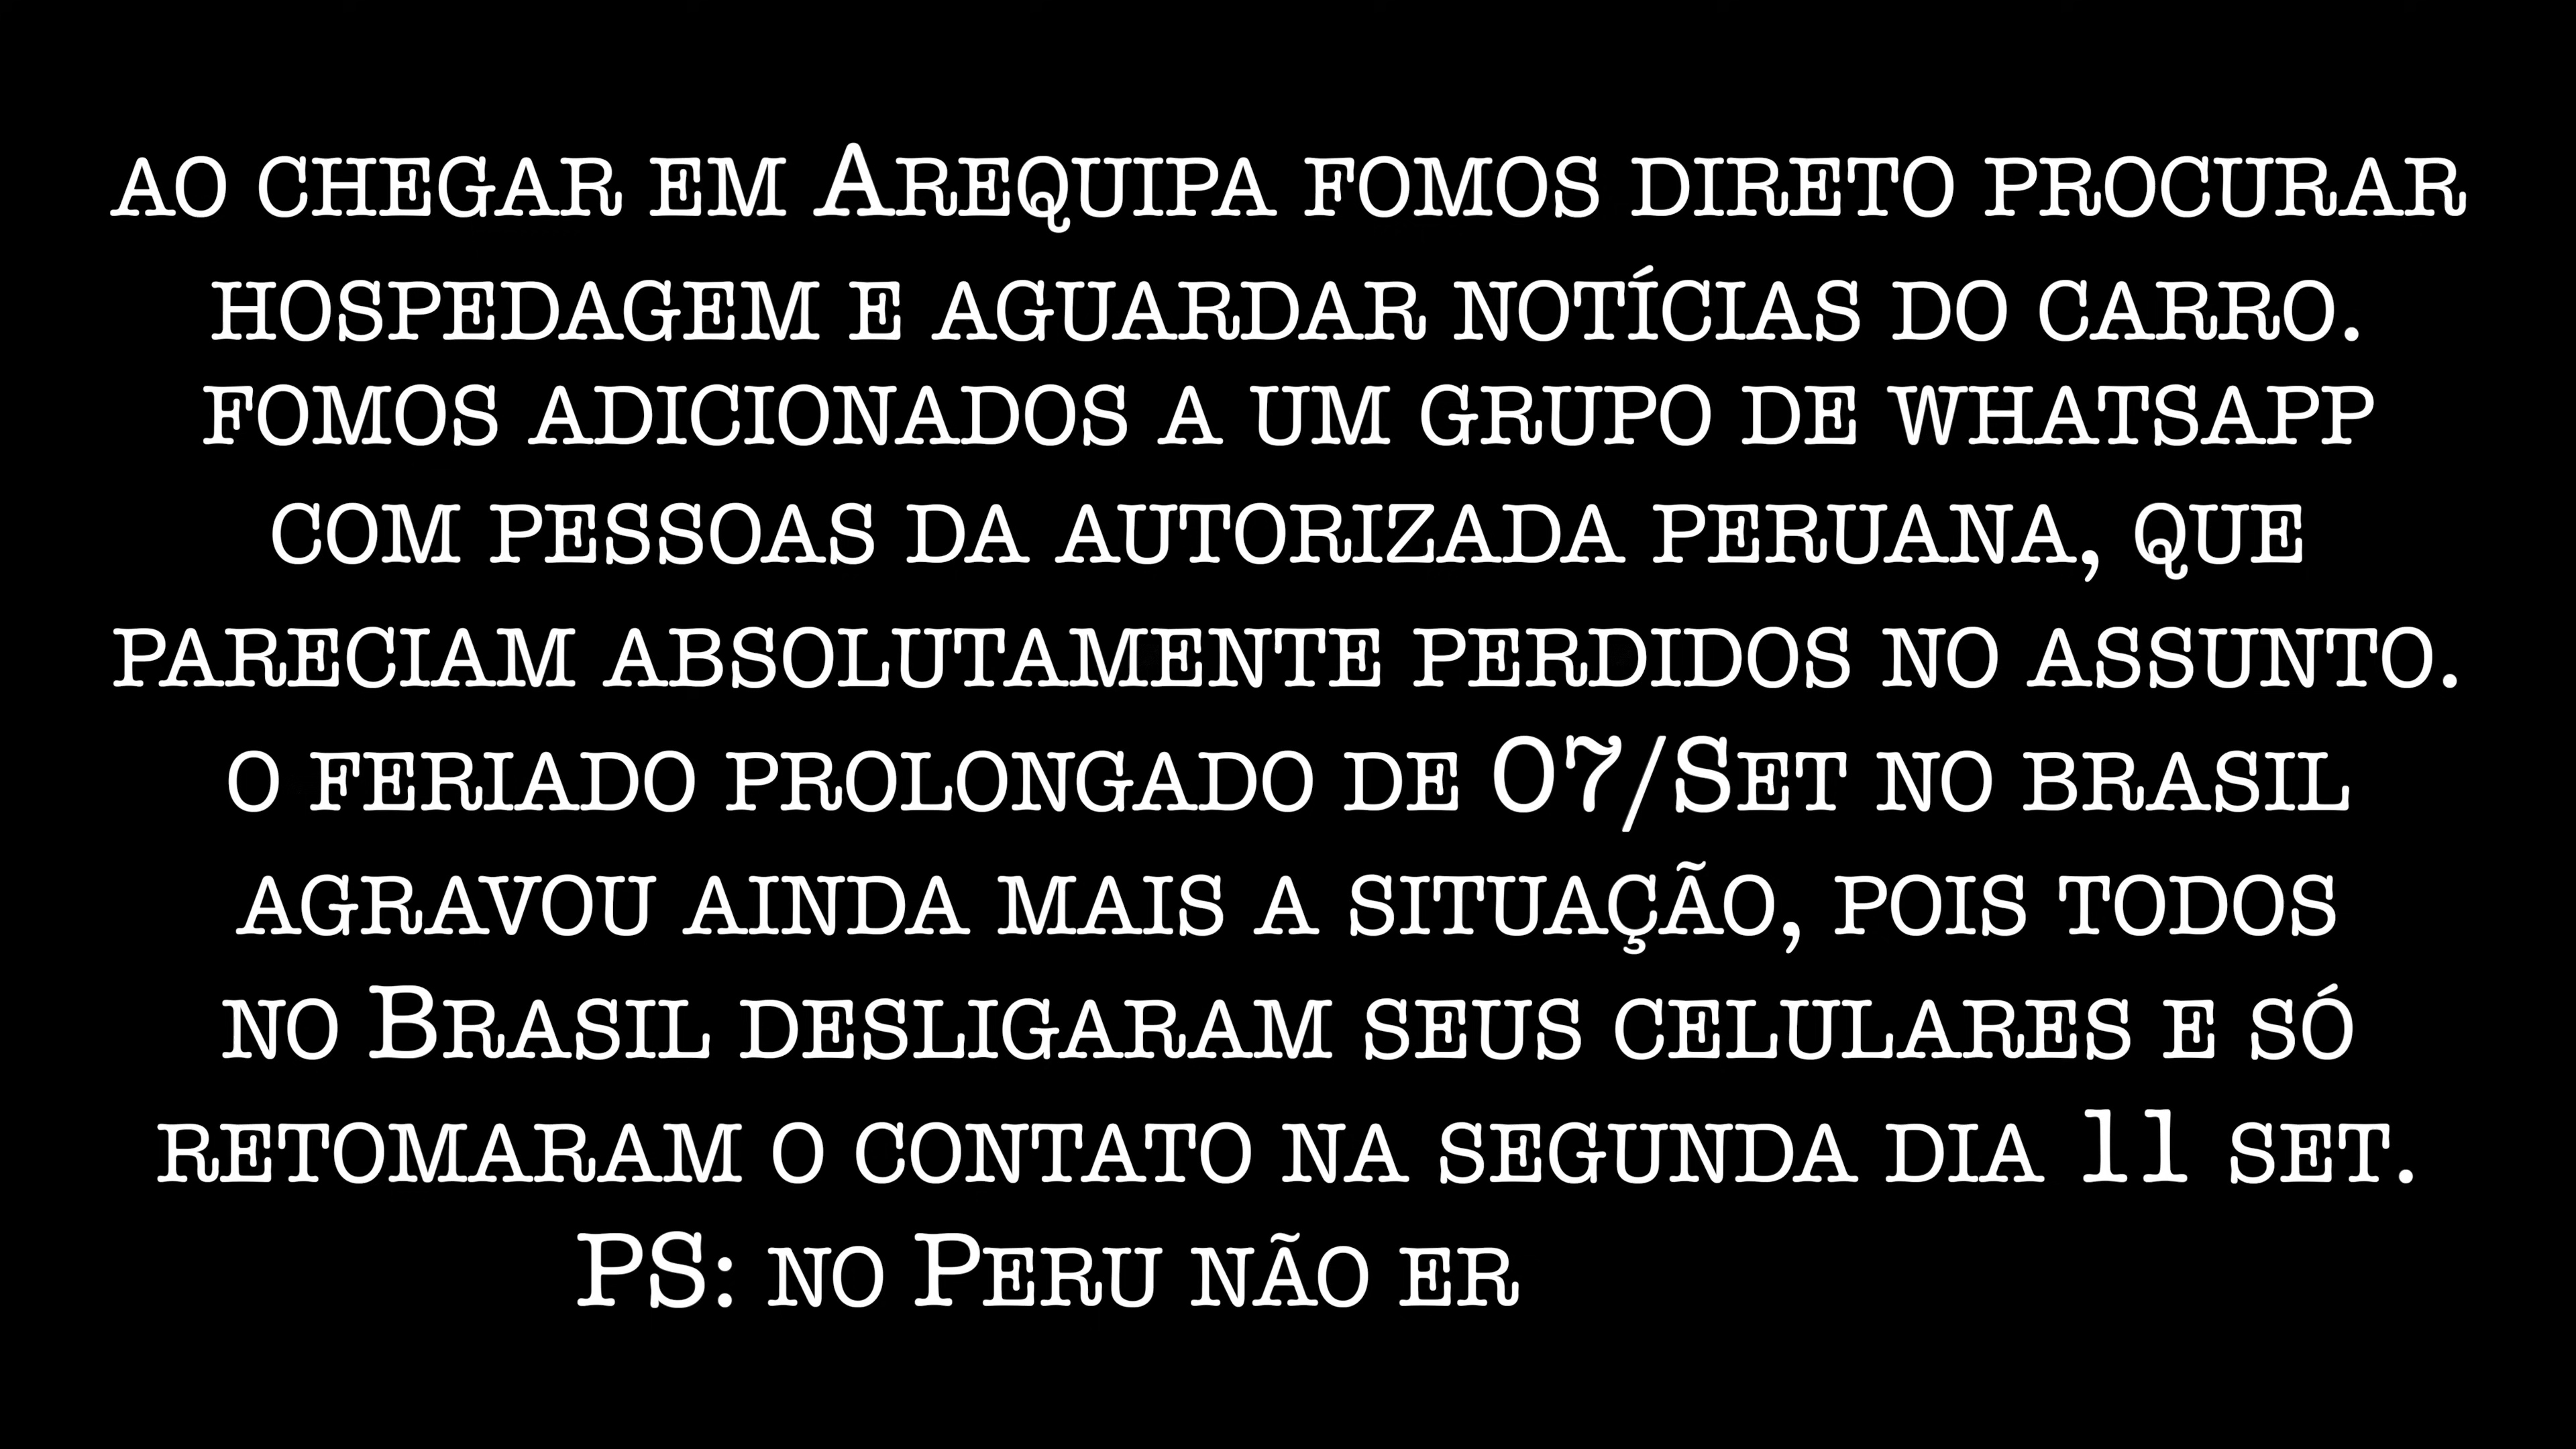 ao chegar em Arequipa fomos direto procurar
hospedagem e aguardar notícias do carro.
fomos adicionados a um grupo de whatsapp
com pessoas da autorizada peruana, que
pareciam absolutamente perdidos no assunto.
o feriado prolongado de 07/Set no brasil
agravou ainda mais a situação, pois todos
no Brasil desligaram seus celulares e só
retomaram o contato na segunda dia 11 set.
PS: no Peru não er